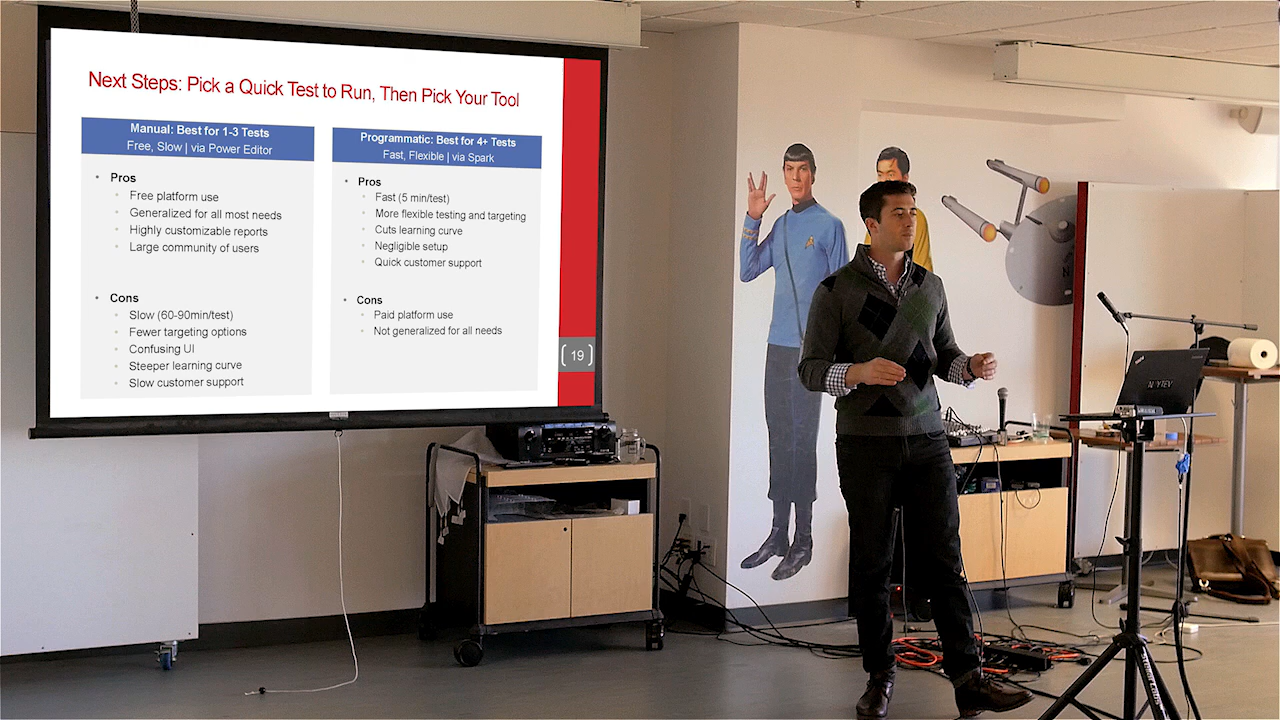 Next Steps: Pick a Quick Test to Run, Then Pick Your Tool
Manual: Best for 1-3 Tests
Free, Slow | via Power Editor
• Pros
◦ Free platform use
◦ Generalized for all most needs
◦ Highly customizable reports
◦ Large community of users
• Cons
◦ Slow (60-90min/test)
◦ Fewer targeting options
◦ Confusing UI
◦ Steeper learning curve
◦ Slow customer support
Programmatic: Best for 4+ Tests
Fast, Flexible | via Spark
• Pros
◦ Fast (5 min/test)
◦ More flexible testing and targeting
◦ Cuts learning curve
◦ Negligible setup
◦ Quick customer support
• Cons
◦ Paid platform use
◦ Not generalized for all needs
19